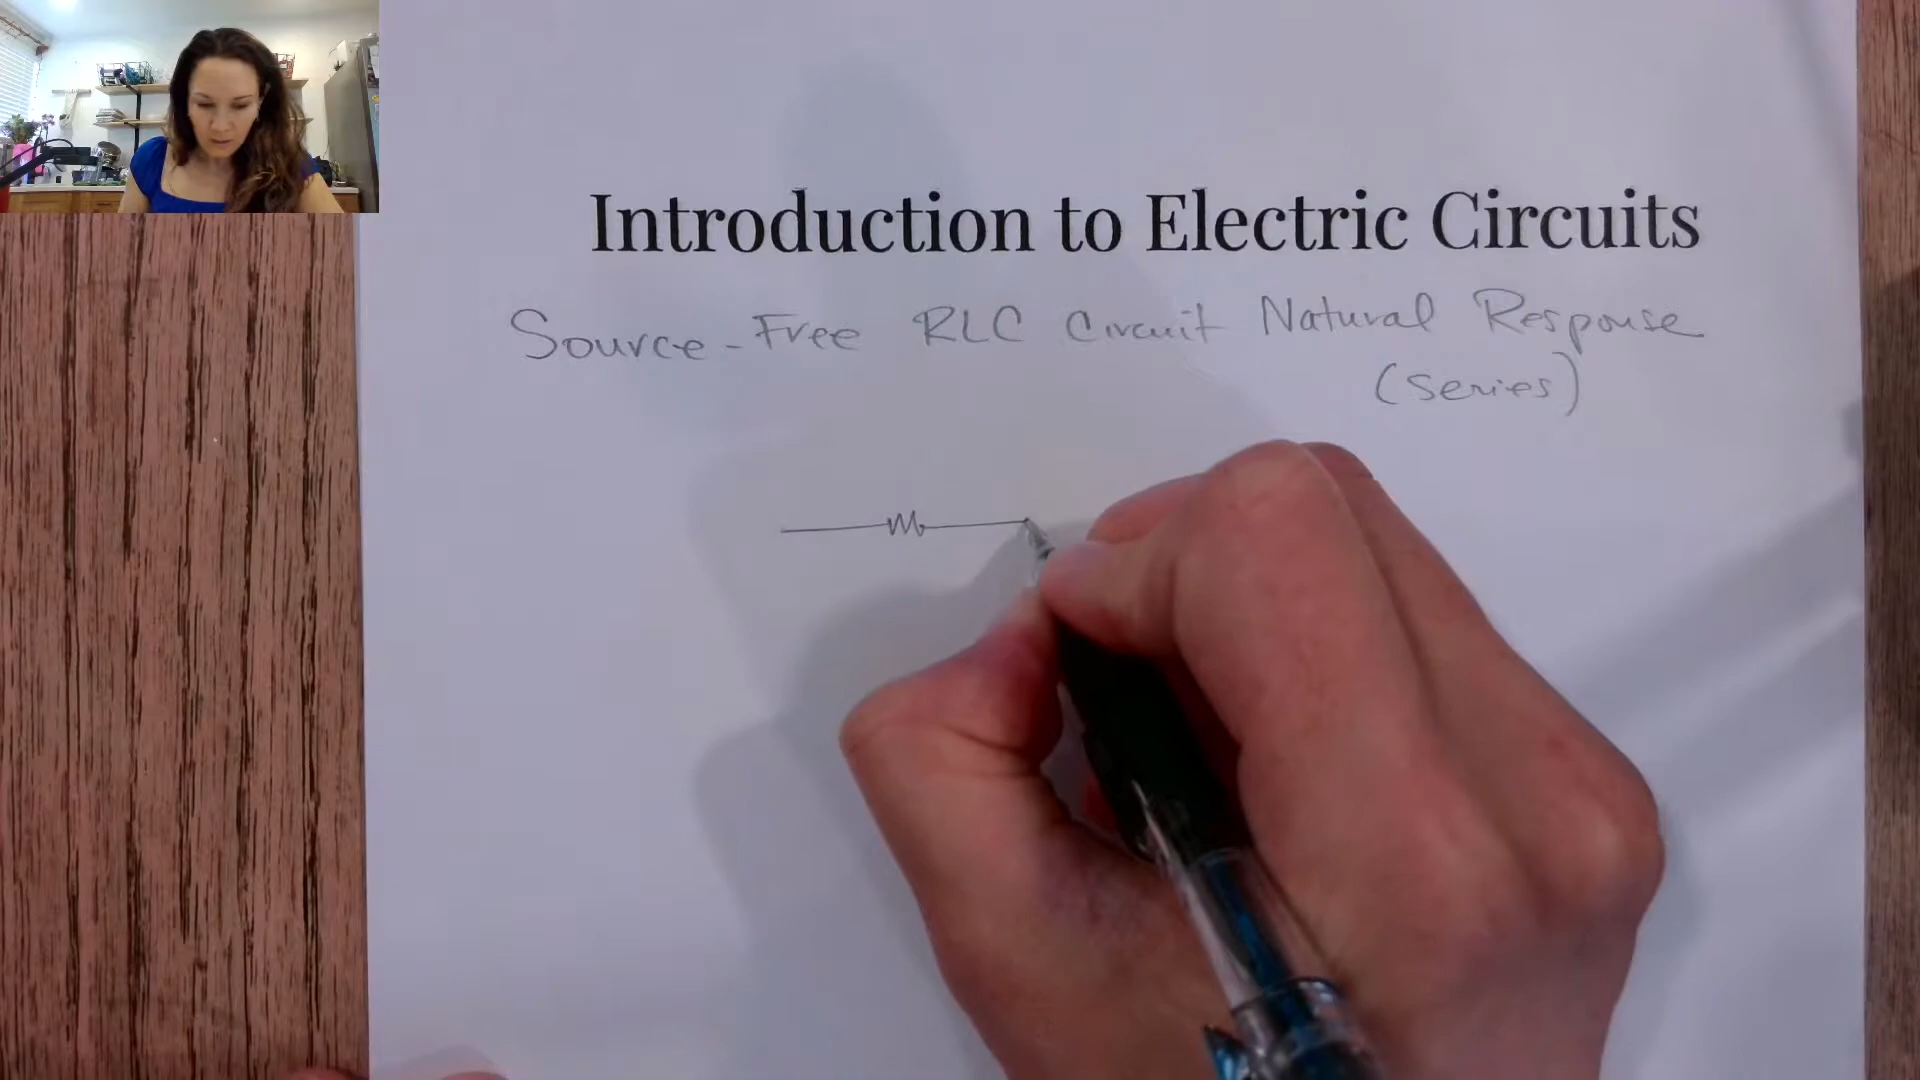 Introduction to Electric Circuits
Source-Free RLC Circuit Natural Response
(series)